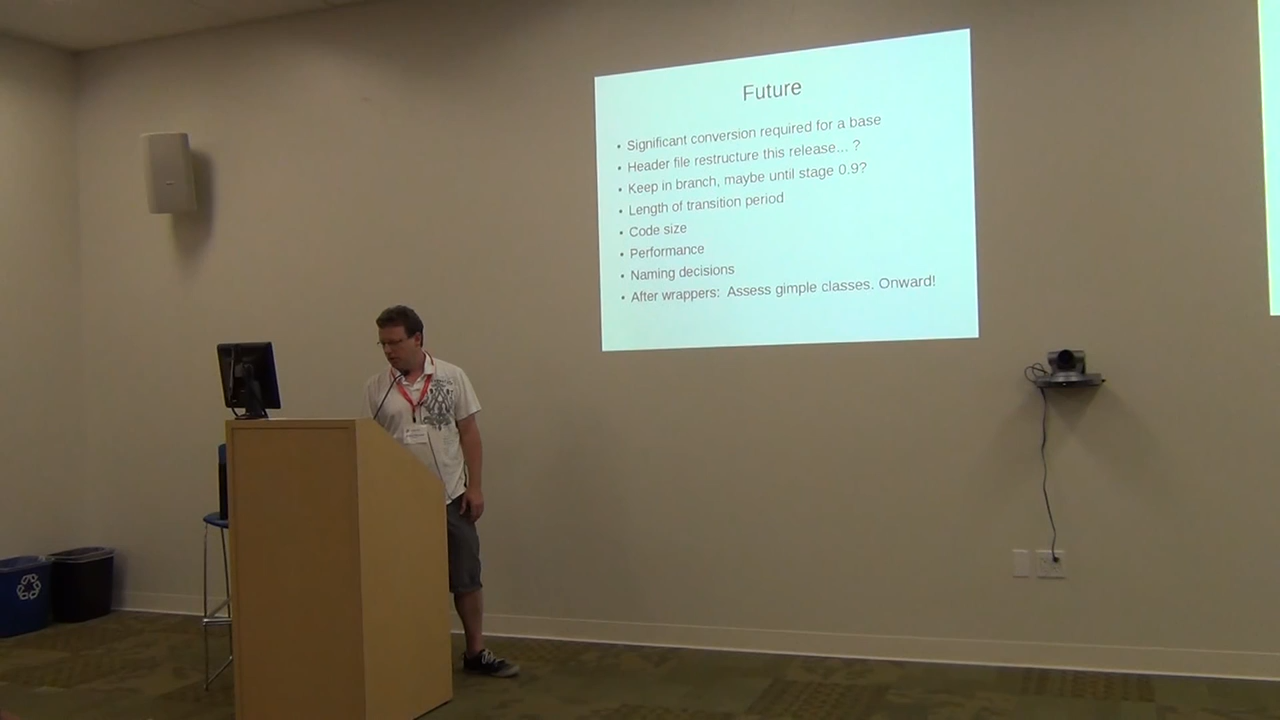 Future
• Significant conversion required for a base
• Header file restructure this release... ?
• Keep in branch, maybe until stage 0.9?
• Length of transition period
• Code size
• Performance
• Naming decisions
• After wrappers: Assess gimple classes. Onward!